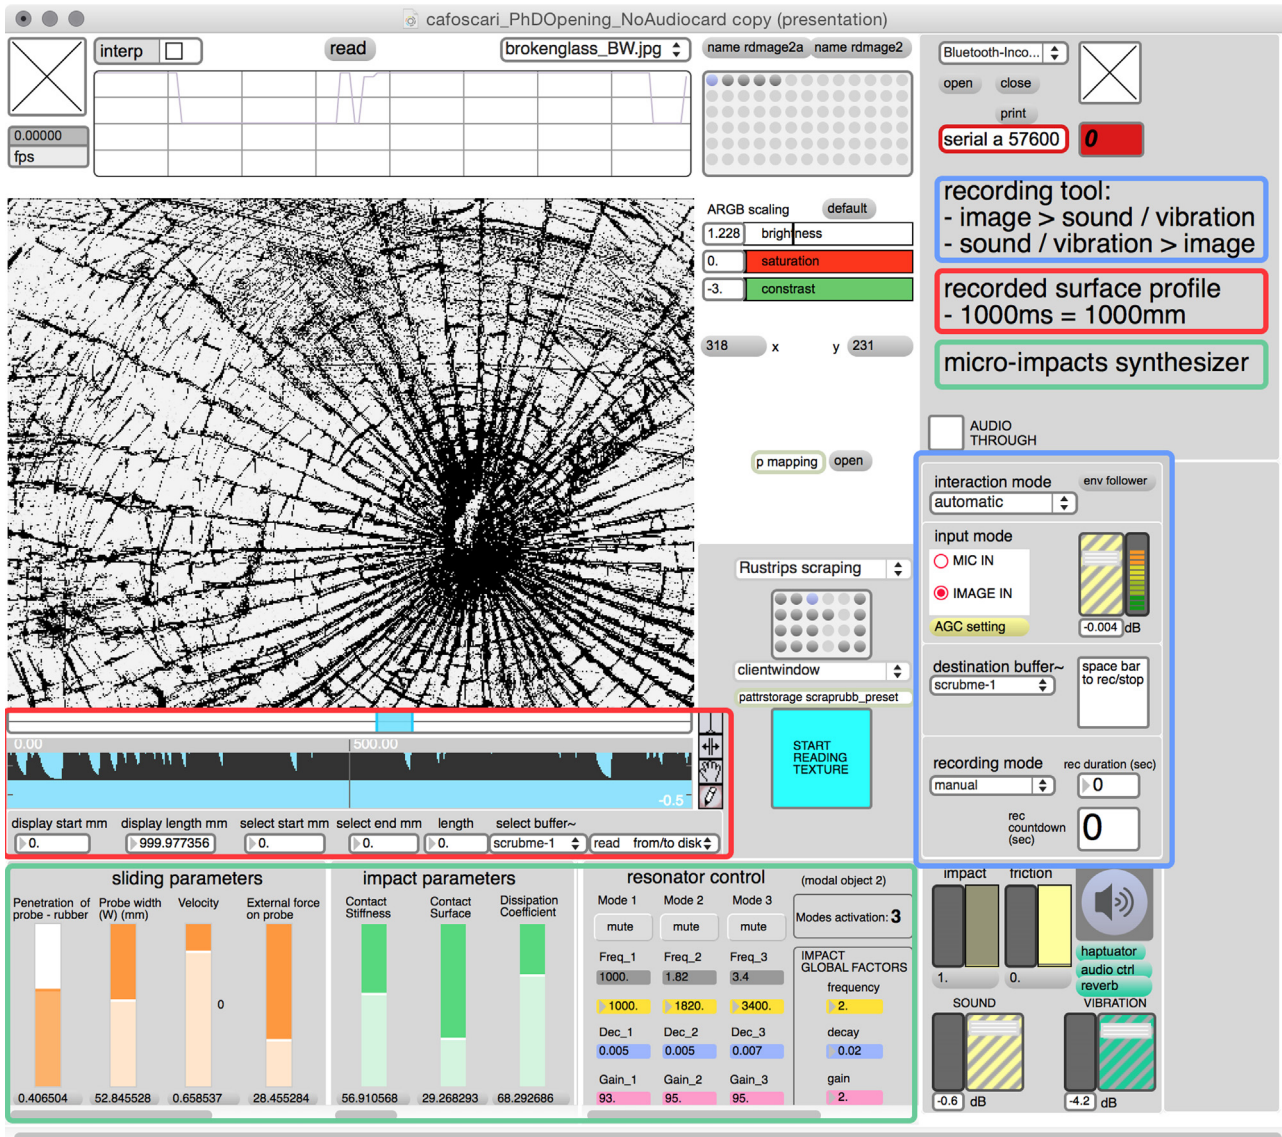 cafoscari_PhDOpening_NoAudiocard copy (presentation)
interp
read
brokenglass_BW.jpg
name rdmage2a
name rdmage2
0.00000
fps
Bluetooth-Inco...
open
close
print
serial a 57600
0
recording tool:
- image > sound / vibration
- sound / vibration > image
recorded surface profile
- 1000ms = 1000mm
micro-impacts synthesizer
ARGB scaling
default
1.228
brightness
0.
saturation
-3.
constrast
318
x
y
231
p mapping
open
AUDIO
THROUGH
interaction mode
env follower
automatic
input mode
MIC IN
IMAGE IN
AGC setting
-0.004
dB
destination buffer~
scrubme-1
space bar
to rec/stop
recording mode
manual
rec duration (sec)
0
rec
countdown
(sec)
0
Rustrips scraping
clientwindow
pattrstorage scraprubb_preset
START
READING
TEXTURE
0.00
500.00
-0.5
display start mm
display length mm
select start mm
select end mm
length
select buffer~
0.
999.977356
0.
0.
0.
scrubme-1
read
from/to disk
sliding parameters
Penetration of
probe - rubber
Probe width
(W) (mm)
Velocity
External force
on probe
0
0.406504
52.845528
0.658537
28.455284
impact parameters
Contact
Stiffness
Contact
Surface
Dissipation
Coefficient
56.910568
29.268293
68.292686
resonator control
(modal object 2)
Mode 1
Mode 2
Mode 3
mute
mute
mute
Modes activation: 3
Freq_1
Freq_2
Freq_3
1000.
1.82
3.4
1000.
1820.
3400.
Dec_1
Dec_2
Dec_3
0.005
0.005
0.007
Gain_1
Gain_2
Gain_3
93.
95.
95.
IMPACT
GLOBAL FACTORS
frequency
2.
decay
0.02
gain
2.
impact
friction
1.
0.
haptuator
audio ctrl
reverb
SOUND
VIBRATION
-0.6
dB
-4.2
dB